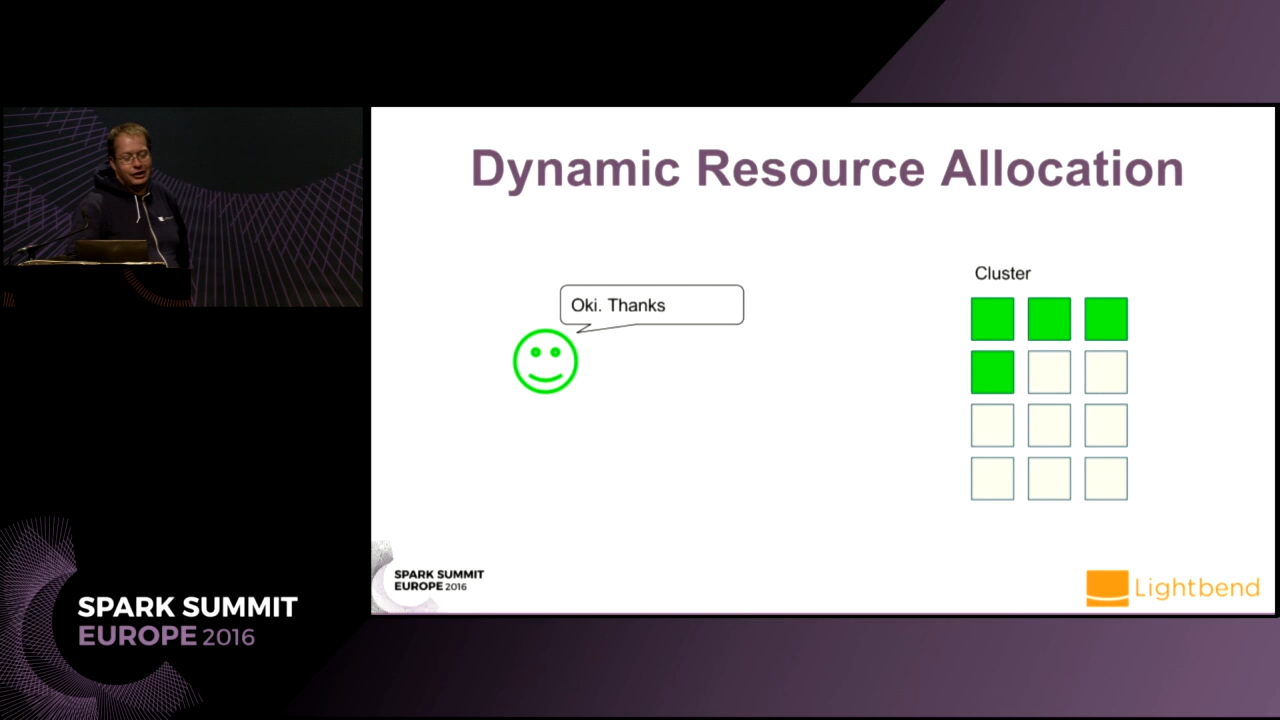 Dynamic Resource Allocation
Cluster
Oki. Thanks
SPARK SUMMIT
EUROPE 2016
Lightbend
SPARK SUMMIT
EUROPE 2016